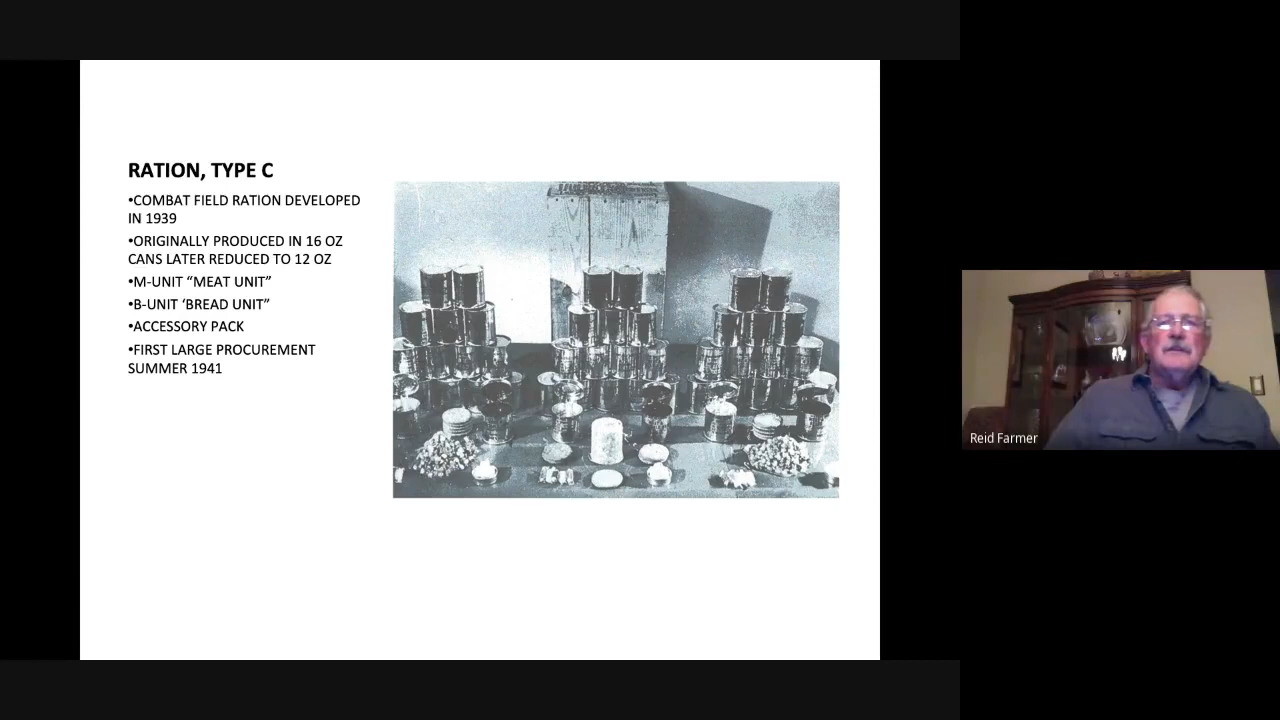 RATION, TYPE C
•COMBAT FIELD RATION DEVELOPED
IN 1939
•ORIGINALLY PRODUCED IN 16 OZ
CANS LATER REDUCED TO 12 OZ
•M-UNIT “MEAT UNIT”
•B-UNIT ‘BREAD UNIT”
•ACCESSORY PACK
•FIRST LARGE PROCUREMENT
SUMMER 1941
Reid Farmer